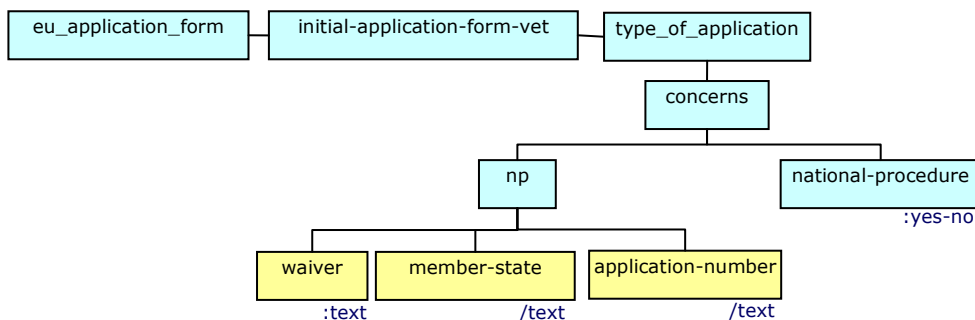 eu_application_form
initial-application-form-vet
type_of_application
concerns
np
national-procedure
:yes-no
waiver
member-state
application-number
:text
/text
/text